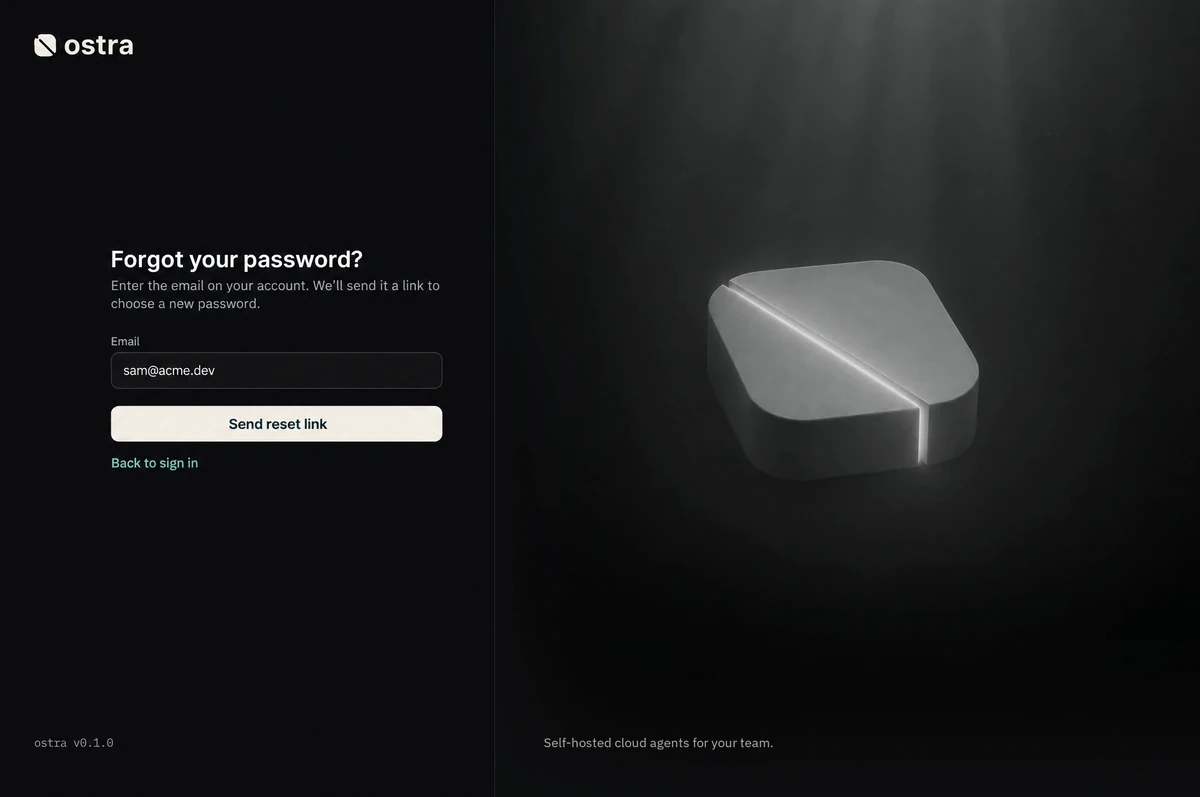 ostra
Forgot your password?
Enter the email on your account. We’ll send it a link to
choose a new password.
Email
sam@acme.dev
Send reset link
Back to sign in
ostra v0.1.0
Self-hosted cloud agents for your team.